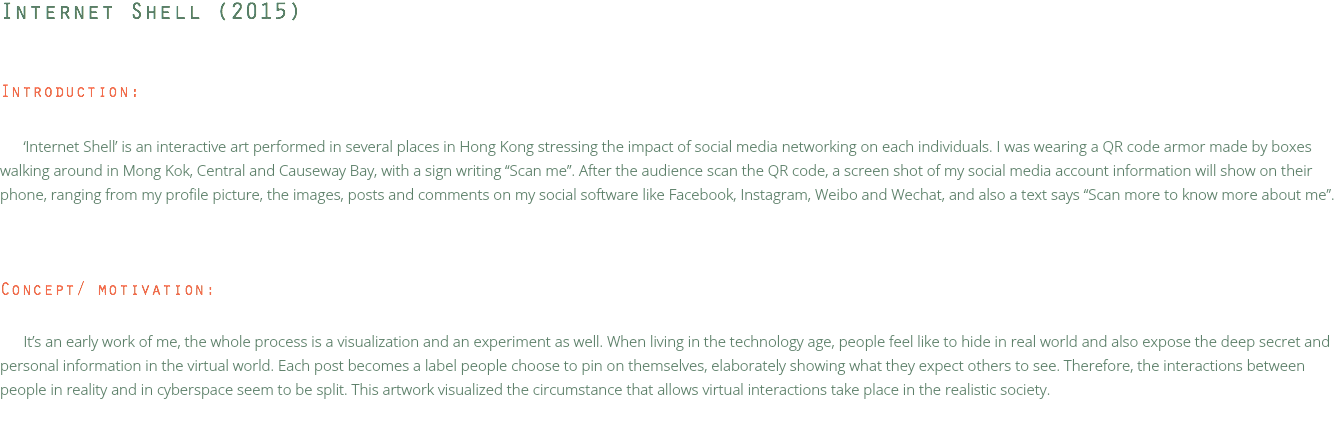 Internet Shell (2015)
Introduction:
‘Internet Shell’ is an interactive art performed in several places in Hong Kong stressing the impact of social media networking on each individuals. I was wearing a QR code armor made by boxes
walking around in Mong Kok, Central and Causeway Bay, with a sign writing “Scan me”. After the audience scan the QR code, a screen shot of my social media account information will show on their
phone, ranging from my profile picture, the images, posts and comments on my social software like Facebook, Instagram, Weibo and Wechat, and also a text says “Scan more to know more about me”.
Concept/ motivation:
It’s an early work of me, the whole process is a visualization and an experiment as well. When living in the technology age, people feel like to hide in real world and also expose the deep secret and
personal information in the virtual world. Each post becomes a label people choose to pin on themselves, elaborately showing what they expect others to see. Therefore, the interactions between
people in reality and in cyberspace seem to be split. This artwork visualized the circumstance that allows virtual interactions take place in the realistic society.